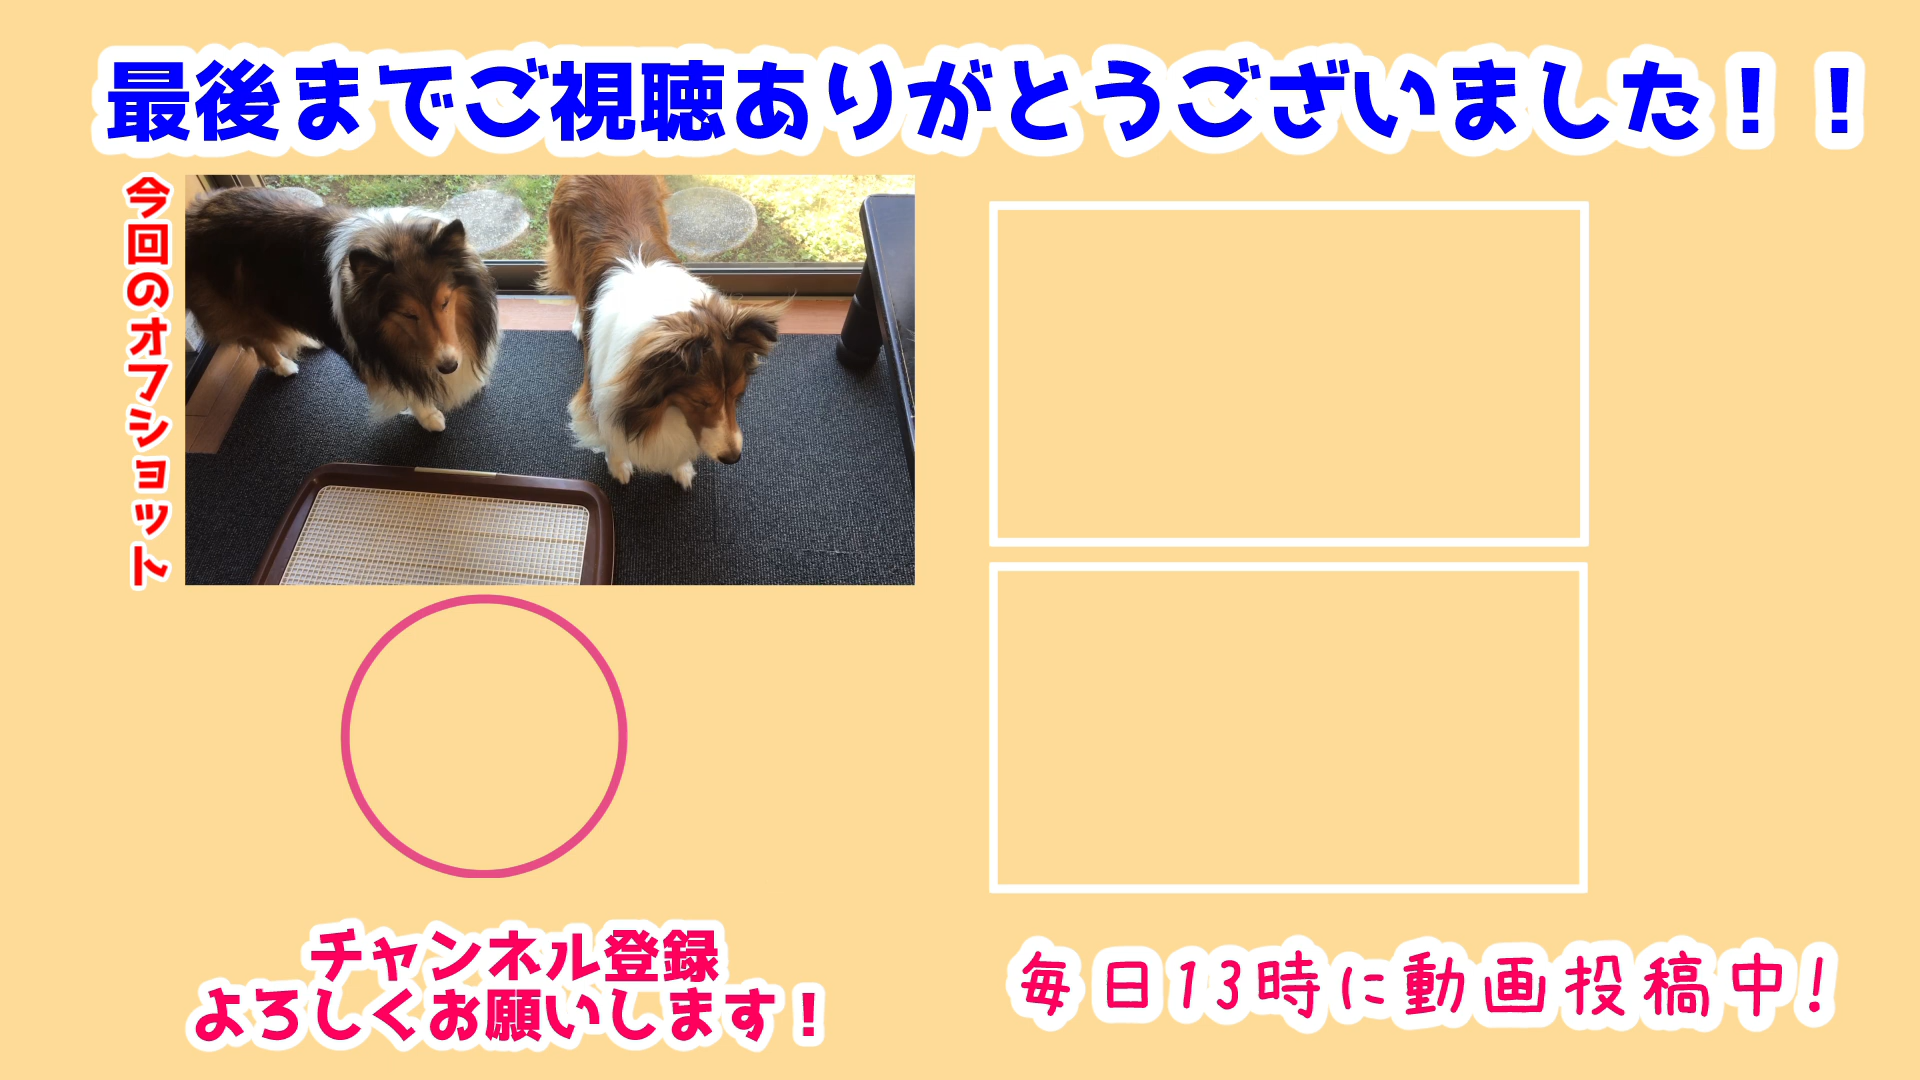 最後までご視聴ありがとうございました！！
今回のオフショット
チャンネル登録
よろしくお願いします！
毎日13時に動画投稿中！